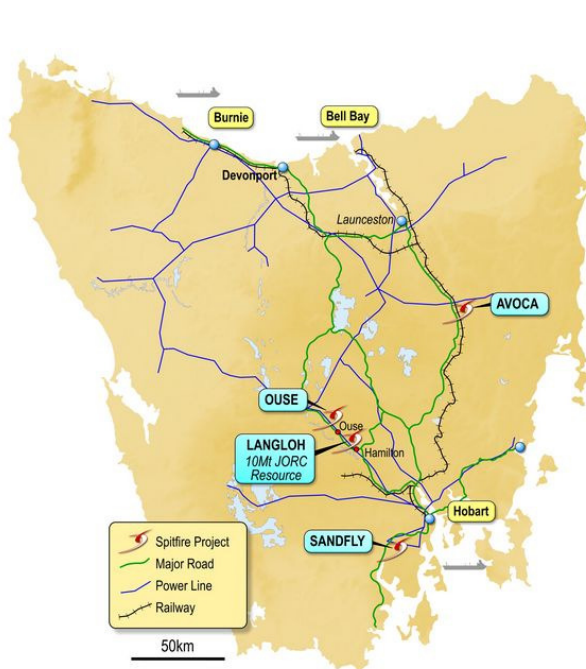 Burnie
Bell Bay
Devonport
Launceston
AVOCA
OUSE
Ouse
LANGLOH
10Mt JORC
Resource
Hamilton
Hobart
SANDFLY
Spitfire Project
Major Road
Power Line
Railway
50km